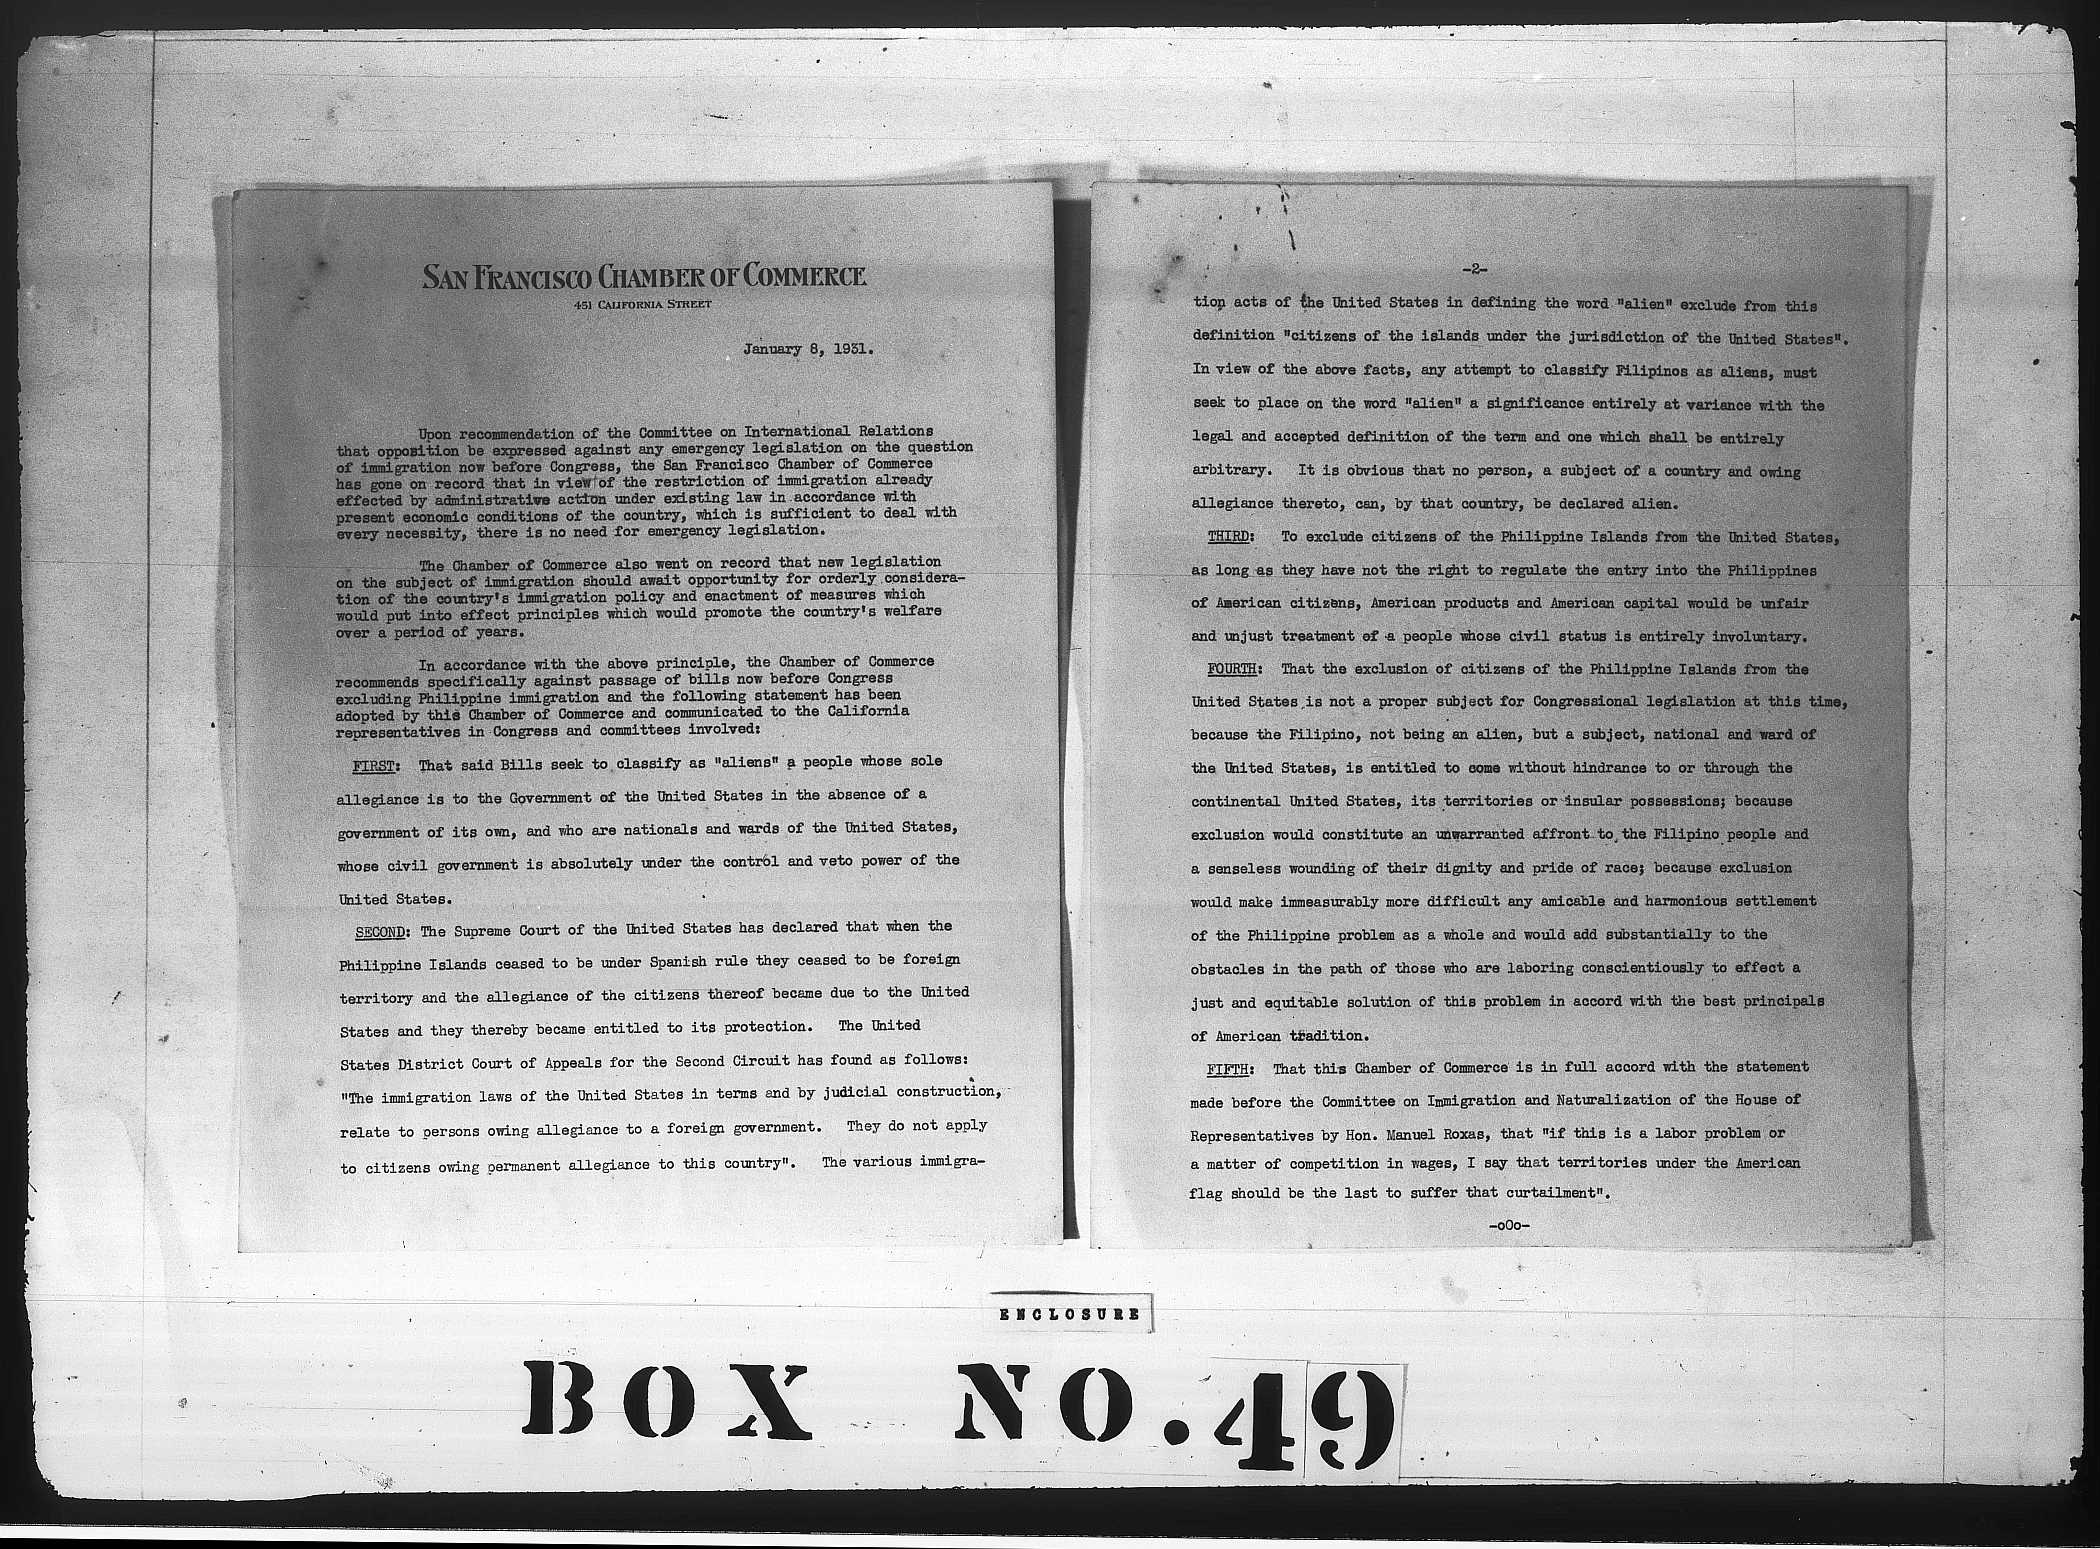 SAN FRANCISCO CHAMBER OF COMMERCE
451 CALIFORNIA STREET
January 8, 1931.
Upon recommendation of the Committee on International Relations
that opposition be expressed against any emergency legislation on the question
of immigration now before Congress, the San Francisco Chamber of Commerce
has gone on record that in view of the restriction of immigration already
effected by administrative action under existing law in accordance with
present economic conditions of the country, which is sufficient to deal with
every necessity, there is no need for emergency legislation.
The Chamber of Commerce also went on record that new legislation
on the subject of immigration should await opportunity for orderly considera-
tion of the country's immigration policy and enactment of measures which
would put into effect principles which would promote the country's welfare
over a period of years.
In accordance with the above principle, the Chamber of Commerce
recommends specifically against passage of bills now before Congress
excluding Philippine immigration and the following statement has been
adopted by this Chamber of Commerce and communicated to the California
representatives in Congress and committees involved:
FIRST: That said Bills seek to classify as "aliens" a people whose sole
allegiance is to the Government of the United States in the absence of a
government of its own, and who are nationals and wards of the United States,
whose civil government is absolutely under the control and veto power of the
United States.
SECOND: The Supreme Court of the United States has declared that when the
Philippine Islands ceased to be under Spanish rule they ceased to be foreign
territory and the allegiance of the citizens thereof became due to the United
States and they thereby became entitled to its protection. The United
States District Court of Appeals for the Second Circuit has found as follows:
"The immigration laws of the United States in terms and by judicial construction,
relate to persons owing allegiance to a foreign government. They do not apply
to citizens owing permanent allegiance to this country". The various immigra-
-2-
tion acts of the United States in defining the word "alien" exclude from this
definition "citizens of the islands under the jurisdiction of the United States".
In view of the above facts, any attempt to classify Filipinos as aliens, must
seek to place on the word "alien" a significance entirely at variance with the
legal and accepted definition of the term and one which shall be entirely
arbitrary. It is obvious that no person, a subject of a country and owing
allegiance thereto, can, by that country, be declared alien.
THIRD: To exclude citizens of the Philippine Islands from the United States,
as long as they have not the right to regulate the entry into the Philippines
of American citizens, American products and American capital would be unfair
and unjust treatment of a people whose civil status is entirely involuntary.
FOURTH: That the exclusion of citizens of the Philippine Islands from the
United States is not a proper subject for Congressional legislation at this time,
because the Filipino, not being an alien, but a subject, national and ward of
the United States, is entitled to come without hindrance to or through the
continental United States, its territories or insular possessions; because
exclusion would constitute an unwarranted affront to the Filipino people and
a senseless wounding of their dignity and pride of race; because exclusion
would make immeasurably more difficult any amicable and harmonious settlement
of the Philippine problem as a whole and would add substantially to the
obstacles in the path of those who are laboring conscientiously to effect a
just and equitable solution of this problem in accord with the best principals
of American tradition.
FIFTH: That this Chamber of Commerce is in full accord with the statement
made before the Committee on Immigration and Naturalization of the House of
Representatives by Hon. Manuel Roxas, that "if this is a labor problem or
a matter of competition in wages, I say that territories under the American
flag should be the last to suffer that curtailment".
-oOo-
ENCLOSURE
BOX NO. 49